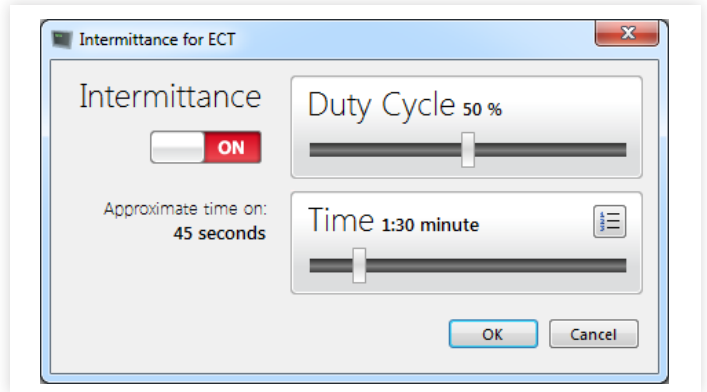 Intermittance for ECT
Intermittance
ON
Approximate time on:
45 seconds
Duty Cycle 50 %
Time 1:30 minute
OK
Cancel